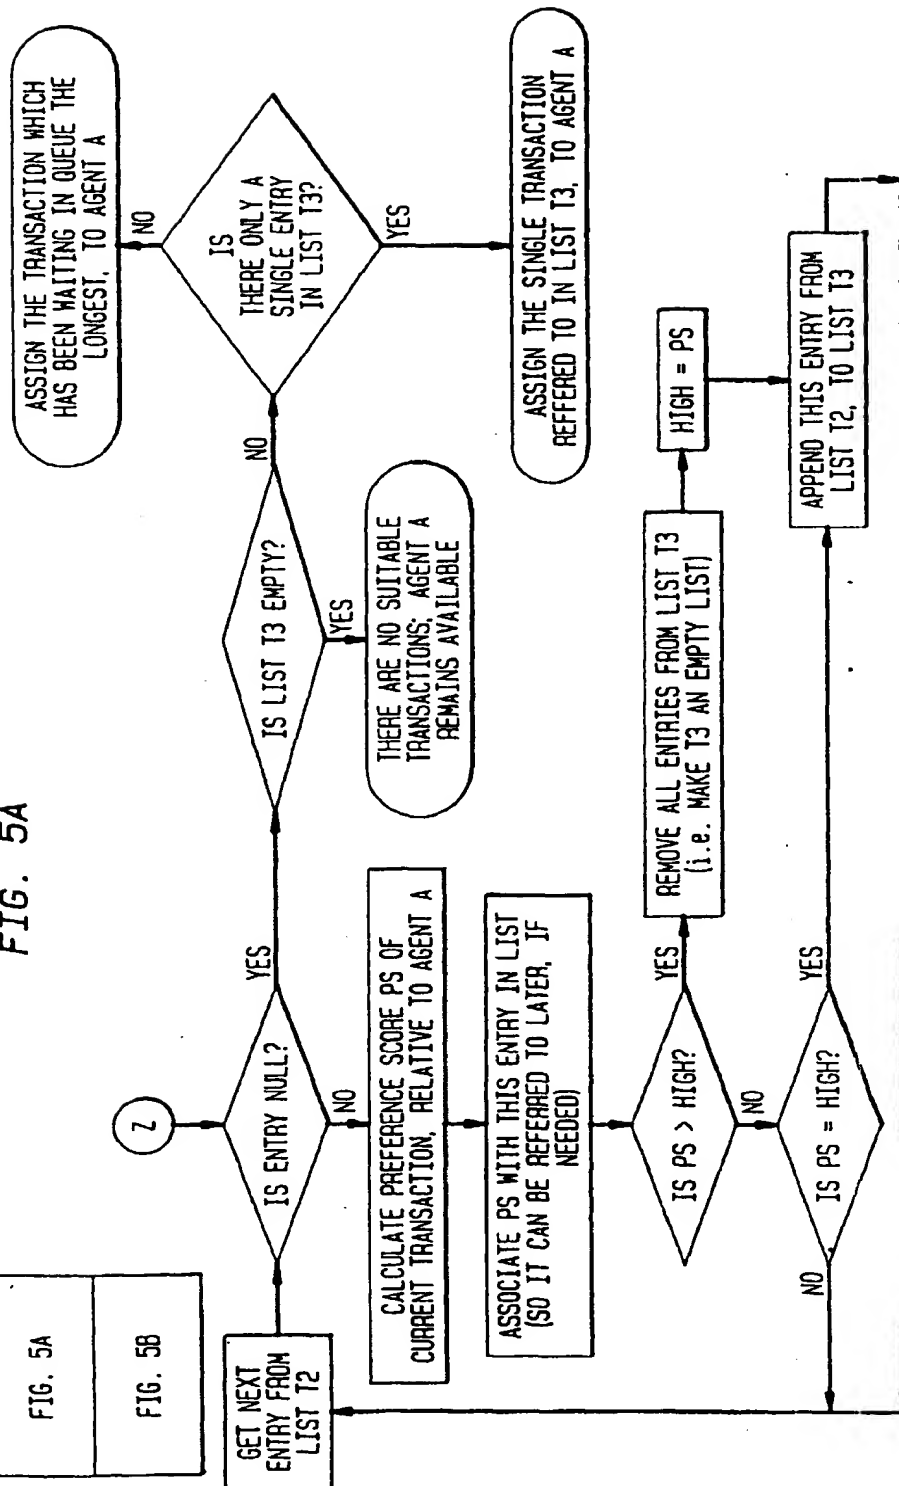 FIG. 5A
FIG. 5A
FIG. 5B
Z
GET NEXT
ENTRY FROM
LIST T2
IS ENTRY NULL?
YES
NO
IS LIST T3 EMPTY?
NO
YES
IS
THERE ONLY A
SINGLE ENTRY
IN LIST T3?
NO
YES
ASSIGN THE TRANSACTION WHICH
HAS BEEN WAITING IN QUEUE THE
LONGEST, TO AGENT A
THERE ARE NO SUITABLE
TRANSACTIONS; AGENT A
REMAINS AVAILABLE
ASSIGN THE SINGLE TRANSACTION
REFFERED TO IN LIST T3, TO AGENT A
CALCULATE PREFERENCE SCORE PS OF
CURRENT TRANSACTION, RELATIVE TO AGENT A
ASSOCIATE PS WITH THIS ENTRY IN LIST
(SO IT CAN BE REFERRED TO LATER, IF
NEEDED)
IS PS > HIGH?
YES
NO
REMOVE ALL ENTRIES FROM LIST T3
(i.e. MAKE T3 AN EMPTY LIST)
HIGH = PS
IS PS = HIGH?
YES
NO
APPEND THIS ENTRY FROM
LIST T2, TO LIST T3